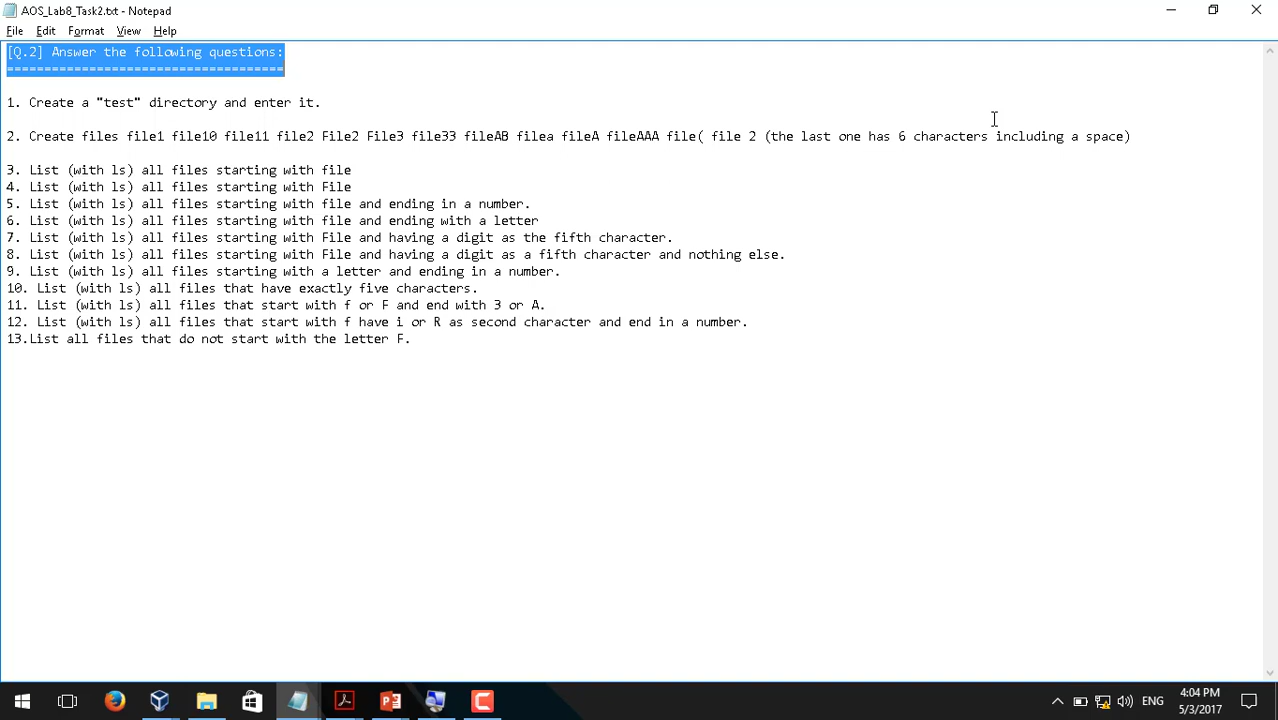 AOS_Lab8_Task2.txt - Notepad
File Edit Format View Help
[Q.2] Answer the following questions:
=====================================
1. Create a "test" directory and enter it.
2. Create files file1 file10 file11 file2 File2 File3 file33 fileAB filea fileA fileAAA file( file 2 (the last one has 6 characters including a space)
3. List (with ls) all files starting with file
4. List (with ls) all files starting with File
5. List (with ls) all files starting with file and ending in a number.
6. List (with ls) all files starting with file and ending with a letter
7. List (with ls) all files starting with File and having a digit as the fifth character.
8. List (with ls) all files starting with File and having a digit as a fifth character and nothing else.
9. List (with ls) all files starting with a letter and ending in a number.
10. List (with ls) all files that have exactly five characters.
11. List (with ls) all files that start with f or F and end with 3 or A.
12. List (with ls) all files that start with f have i or R as second character and end in a number.
13.List all files that do not start with the letter F.
ENG
4:04 PM
5/3/2017